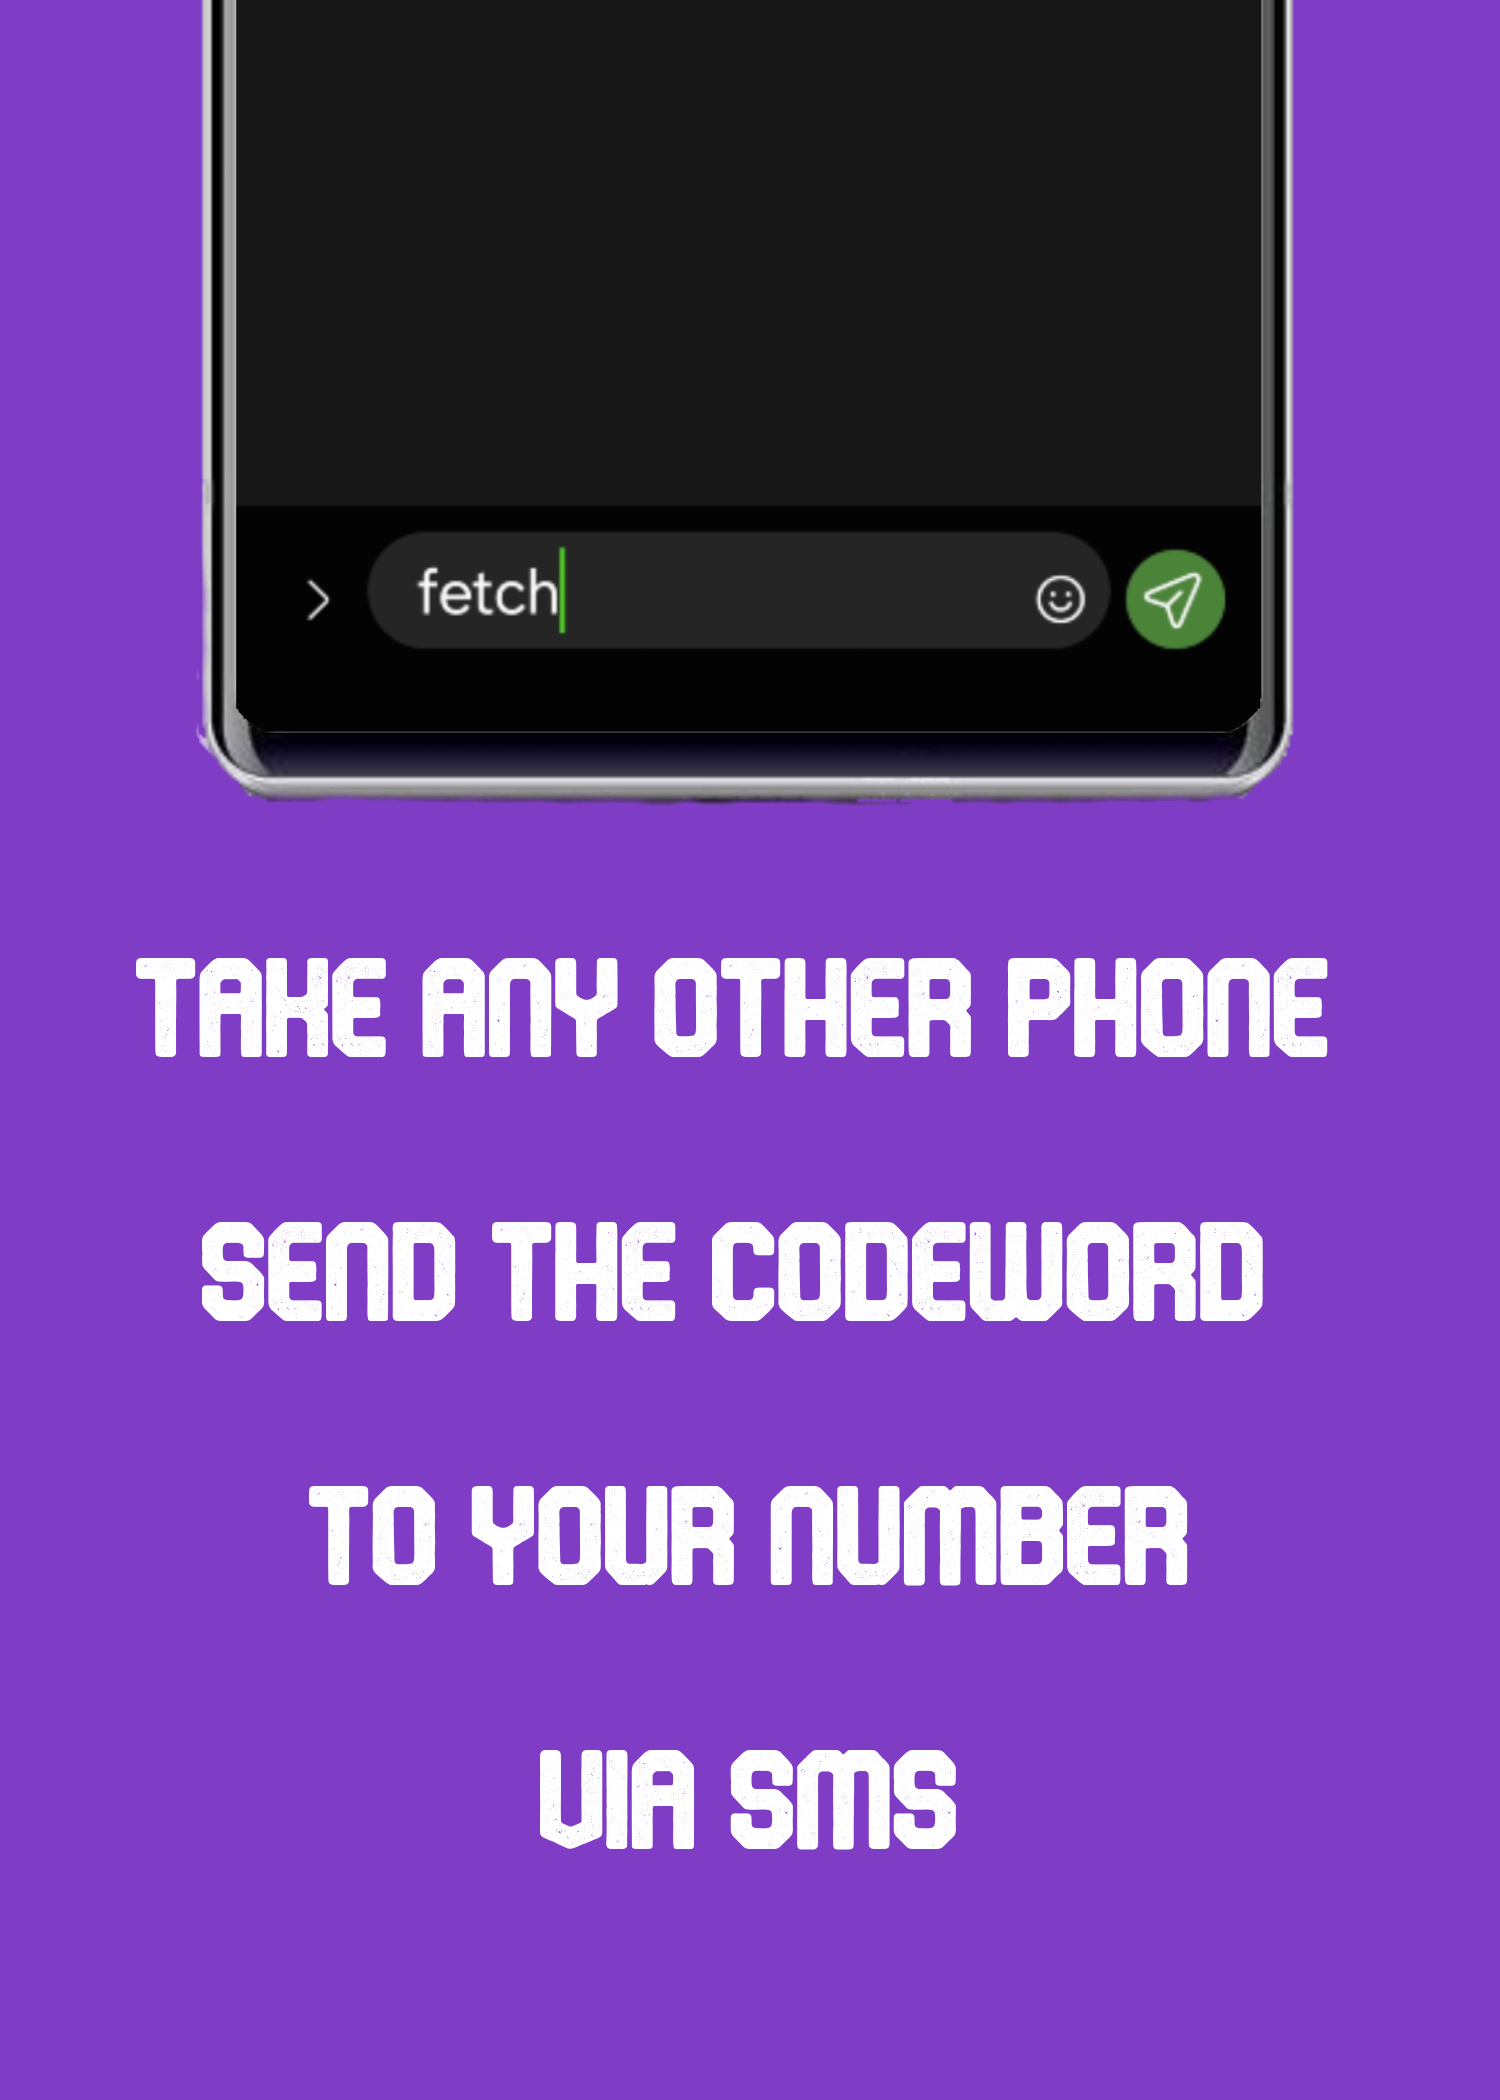 fetch
TAKE ANY OTHER PHONE
SEND THE CODEWORD
TO YOUR NUMBER
VIA SMS